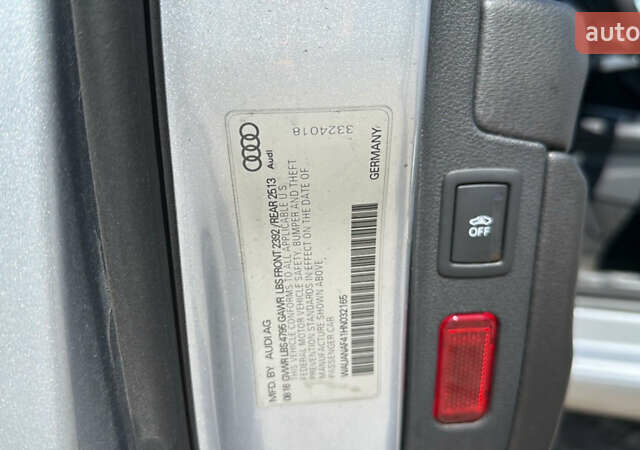 auto
3324018
Audi
MFD. BY AUDI AG GERMANY
06/16 GVWR LBS 4795 GAWR LBS FRONT 2392 / REAR 2513
THIS VEHICLE CONFORMS TO ALL APPLICABLE U S
FEDERAL MOTOR VEHICLE SAFETY, BUMPER AND THEFT
PREVENTION STANDARDS IN EFFECT ON THE DATE OF
MANUFACTURE SHOWN ABOVE.
PASSENGER CAR
WAUANAF41HN032165
OFF